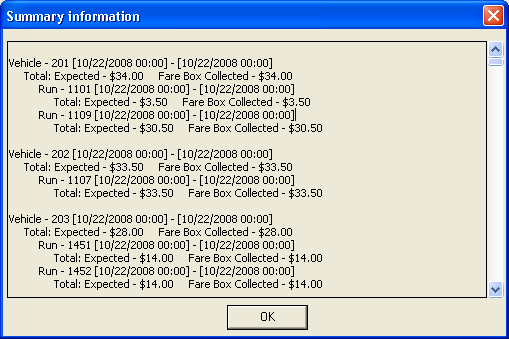 Summary information
Vehicle - 201 [10/22/2008 00:00] - [10/22/2008 00:00]
Total: Expected - $34.00 Fare Box Collected - $34.00
Run - 1101 [10/22/2008 00:00] - [10/22/2008 00:00]
Total: Expected - $3.50 Fare Box Collected - $3.50
Run - 1109 [10/22/2008 00:00] - [10/22/2008 00:00]
Total: Expected - $30.50 Fare Box Collected - $30.50
Vehicle - 202 [10/22/2008 00:00] - [10/22/2008 00:00]
Total: Expected - $33.50 Fare Box Collected - $33.50
Run - 1107 [10/22/2008 00:00] - [10/22/2008 00:00]
Total: Expected - $33.50 Fare Box Collected - $33.50
Vehicle - 203 [10/22/2008 00:00] - [10/22/2008 00:00]
Total: Expected - $28.00 Fare Box Collected - $28.00
Run - 1451 [10/22/2008 00:00] - [10/22/2008 00:00]
Total: Expected - $14.00 Fare Box Collected - $14.00
Run - 1452 [10/22/2008 00:00] - [10/22/2008 00:00]
Total: Expected - $14.00 Fare Box Collected - $14.00
OK